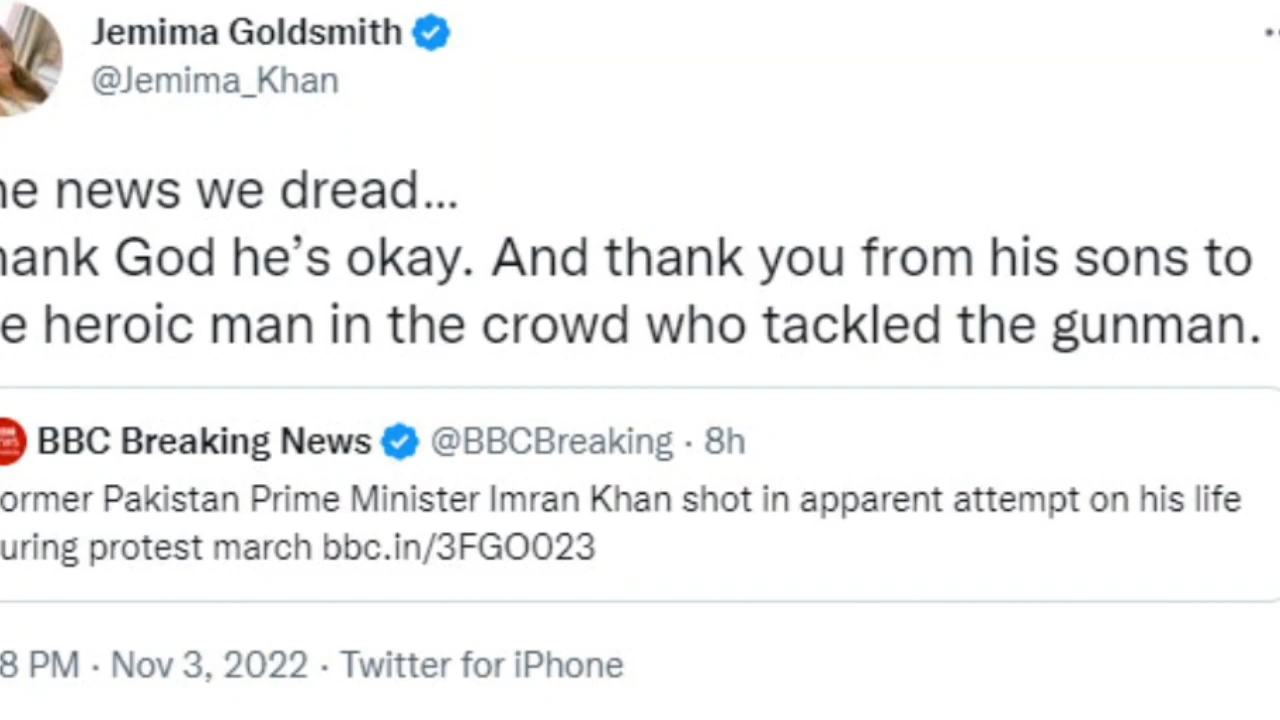 Jemima Goldsmith
@Jemima_Khan
he news we dread...
hank God he’s okay. And thank you from his sons to
e heroic man in the crowd who tackled the gunman.
BBC Breaking News @BBCBreaking · 8h
ormer Pakistan Prime Minister Imran Khan shot in apparent attempt on his life
uring protest march bbc.in/3FGO023
8 PM · Nov 3, 2022 · Twitter for iPhone